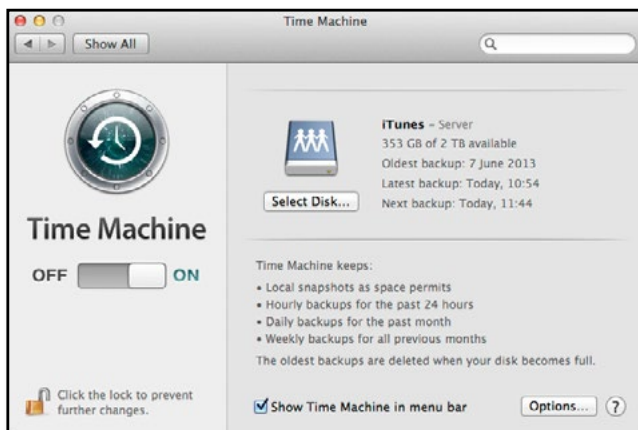 Time Machine
Show All
iTunes – Server
353 GB of 2 TB available
Oldest backup: 7 June 2013
Latest backup: Today, 10:54
Next backup: Today, 11:44
Select Disk...
Time Machine
OFF ON
Time Machine keeps:
• Local snapshots as space permits
• Hourly backups for the past 24 hours
• Daily backups for the past month
• Weekly backups for all previous months
The oldest backups are deleted when your disk becomes full.
Click the lock to prevent
further changes.
Show Time Machine in menu bar
Options... ?